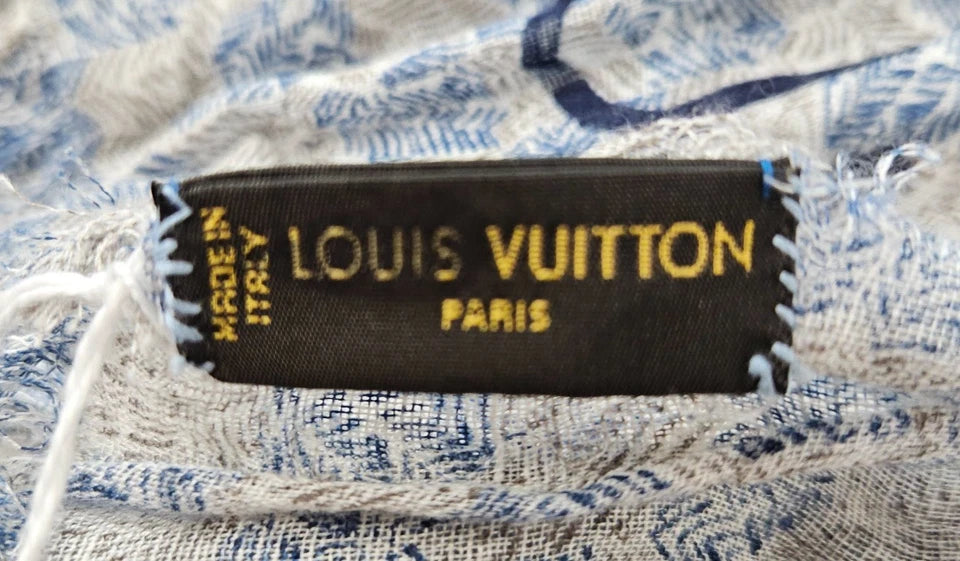 MADE IN
ITALY
LOUIS VUITTON
PARIS